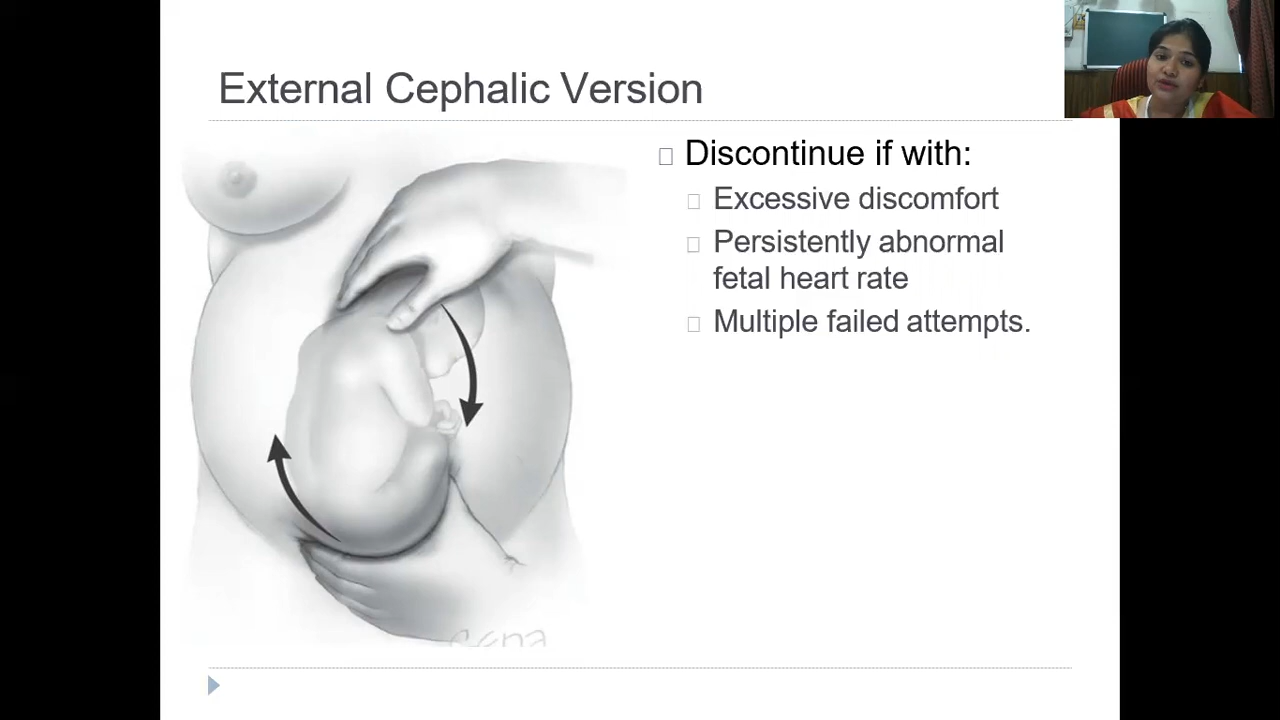 External Cephalic Version
Discontinue if with:
Excessive discomfort
Persistently abnormal
fetal heart rate
Multiple failed attempts.